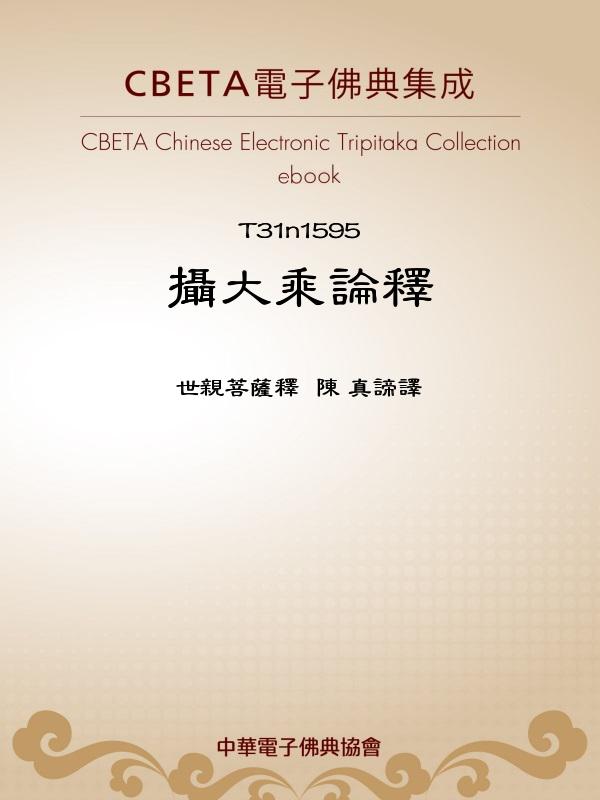 CBETA電子佛典集成
CBETA Chinese Electronic Tripitaka Collection
ebook
T31n1595
攝大乘論釋
世親菩薩釋 陳 真諦譯
中華電子佛典協會